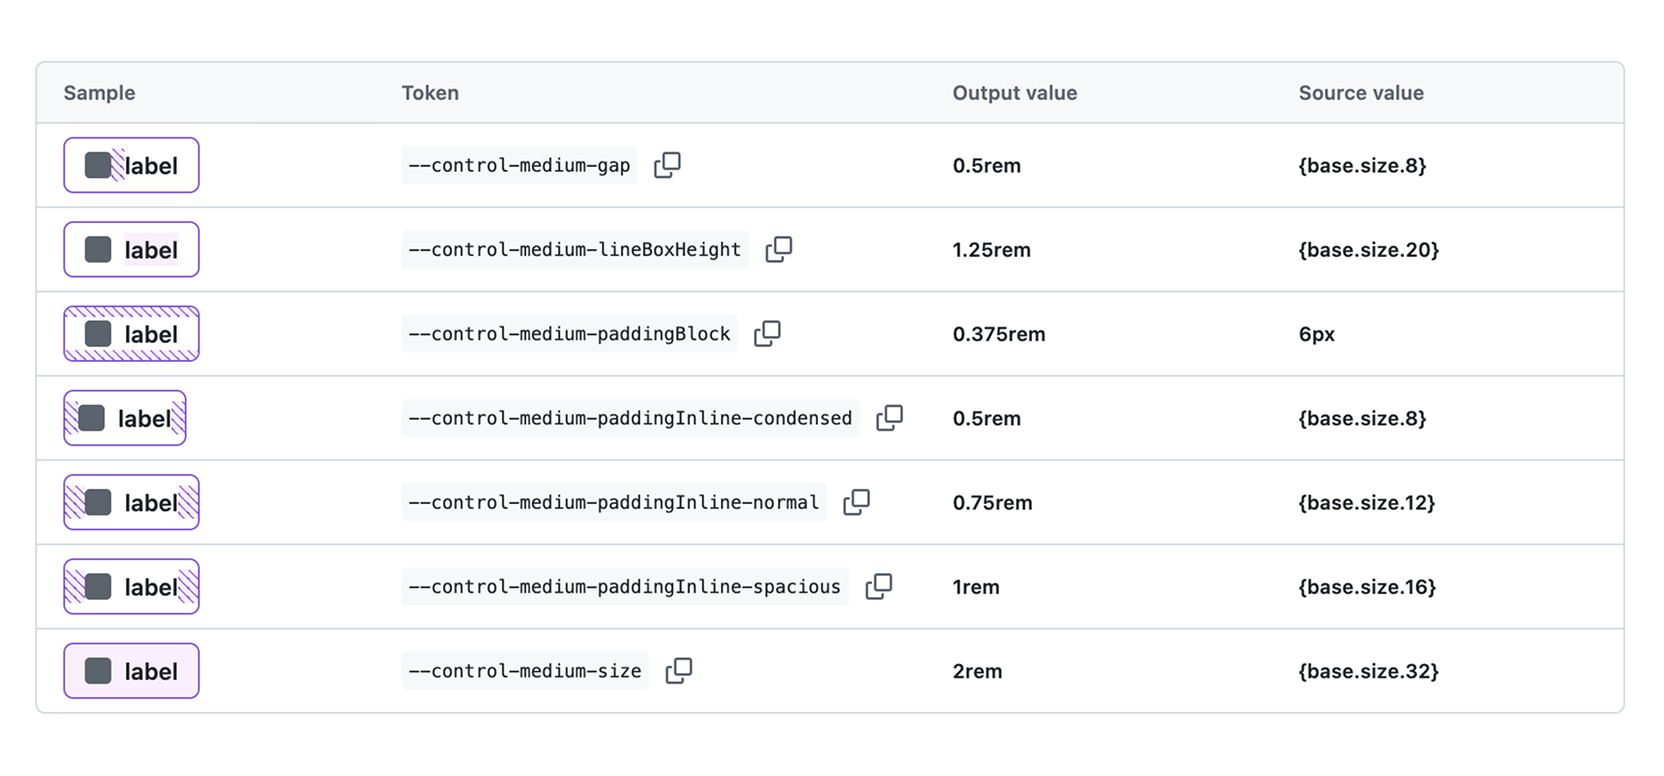 Sample Token Output value Source value
label --control-medium-gap 0.5rem {base.size.8}
label --control-medium-lineBoxHeight 1.25rem {base.size.20}
label --control-medium-paddingBlock 0.375rem 6px
label --control-medium-paddingInline-condensed 0.5rem {base.size.8}
label --control-medium-paddingInline-normal 0.75rem {base.size.12}
label --control-medium-paddingInline-spacious 1rem {base.size.16}
label --control-medium-size 2rem {base.size.32}